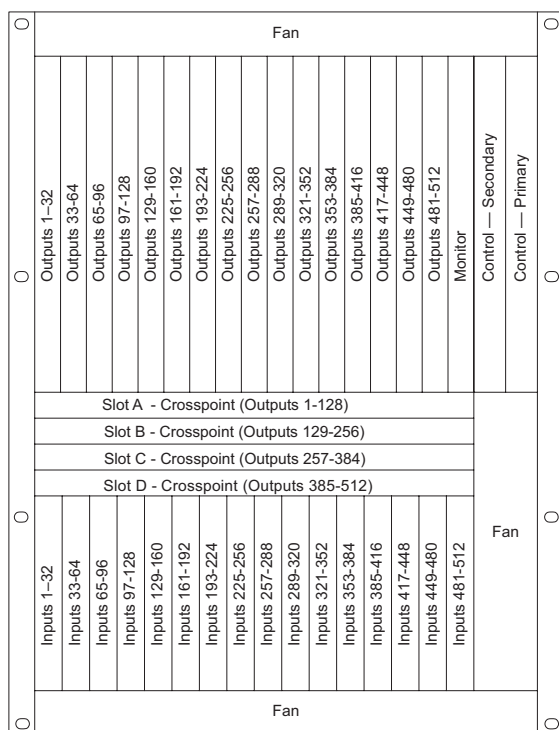 Fan
Outputs 1–32
Outputs 33-64
Outputs 65-96
Outputs 97-128
Outputs 129-160
Outputs 161-192
Outputs 193-224
Outputs 225-256
Outputs 257-288
Outputs 289-320
Outputs 321-352
Outputs 353-384
Outputs 385-416
Outputs 417-448
Outputs 449-480
Outputs 481-512
Monitor
Control — Secondary
Control — Primary
Slot A - Crosspoint (Outputs 1-128)
Slot B - Crosspoint (Outputs 129-256)
Slot C - Crosspoint (Outputs 257-384)
Slot D - Crosspoint (Outputs 385-512)
Inputs 1–32
Inputs 33-64
Inputs 65-96
Inputs 97-128
Inputs 129-160
Inputs 161-192
Inputs 193-224
Inputs 225-256
Inputs 257-288
Inputs 289-320
Inputs 321-352
Inputs 353-384
Inputs 385-416
Inputs 417-448
Inputs 449-480
Inputs 481-512
Fan
Fan